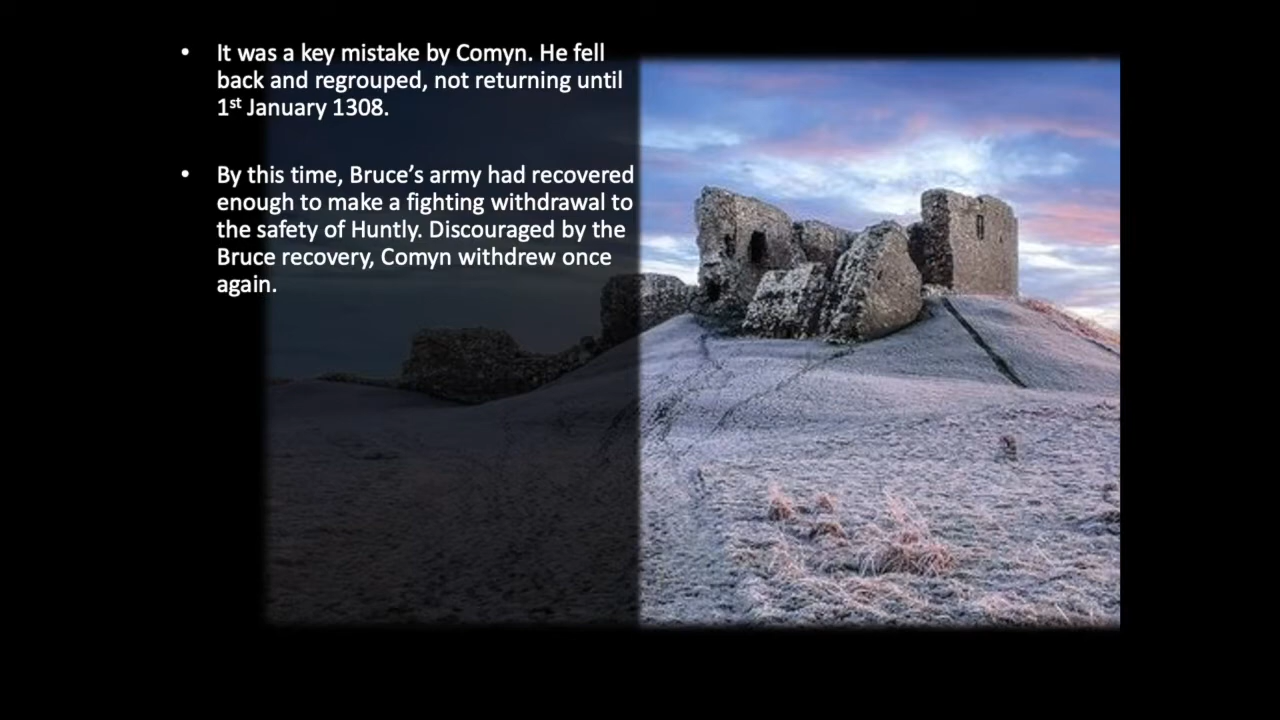 • It was a key mistake by Comyn. He fell
back and regrouped, not returning until
1st January 1308.
• By this time, Bruce’s army had recovered
enough to make a fighting withdrawal to
the safety of Huntly. Discouraged by the
Bruce recovery, Comyn withdrew once
again.